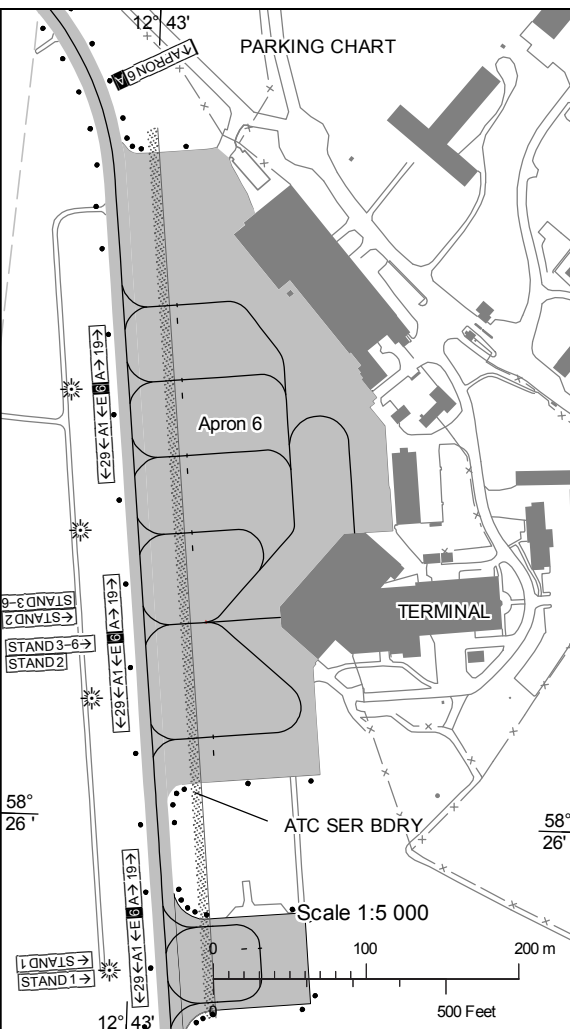 12° 43'
PARKING CHART
A ↑APRON 6
←29←A1←E 6 A→19→
Apron 6
←29←A1←E 6 A→19→
STAND 3-6→
←STAND 2
TERMINAL
STAND 3-6←
STAND 2
58°
26 '
ATC SER BDRY
58°
26'
←29←A1←E 6 A→19→
Scale 1:5 000
←STAND 1
STAND 1←
0
100
200 m
0
500 Feet
12° 43'